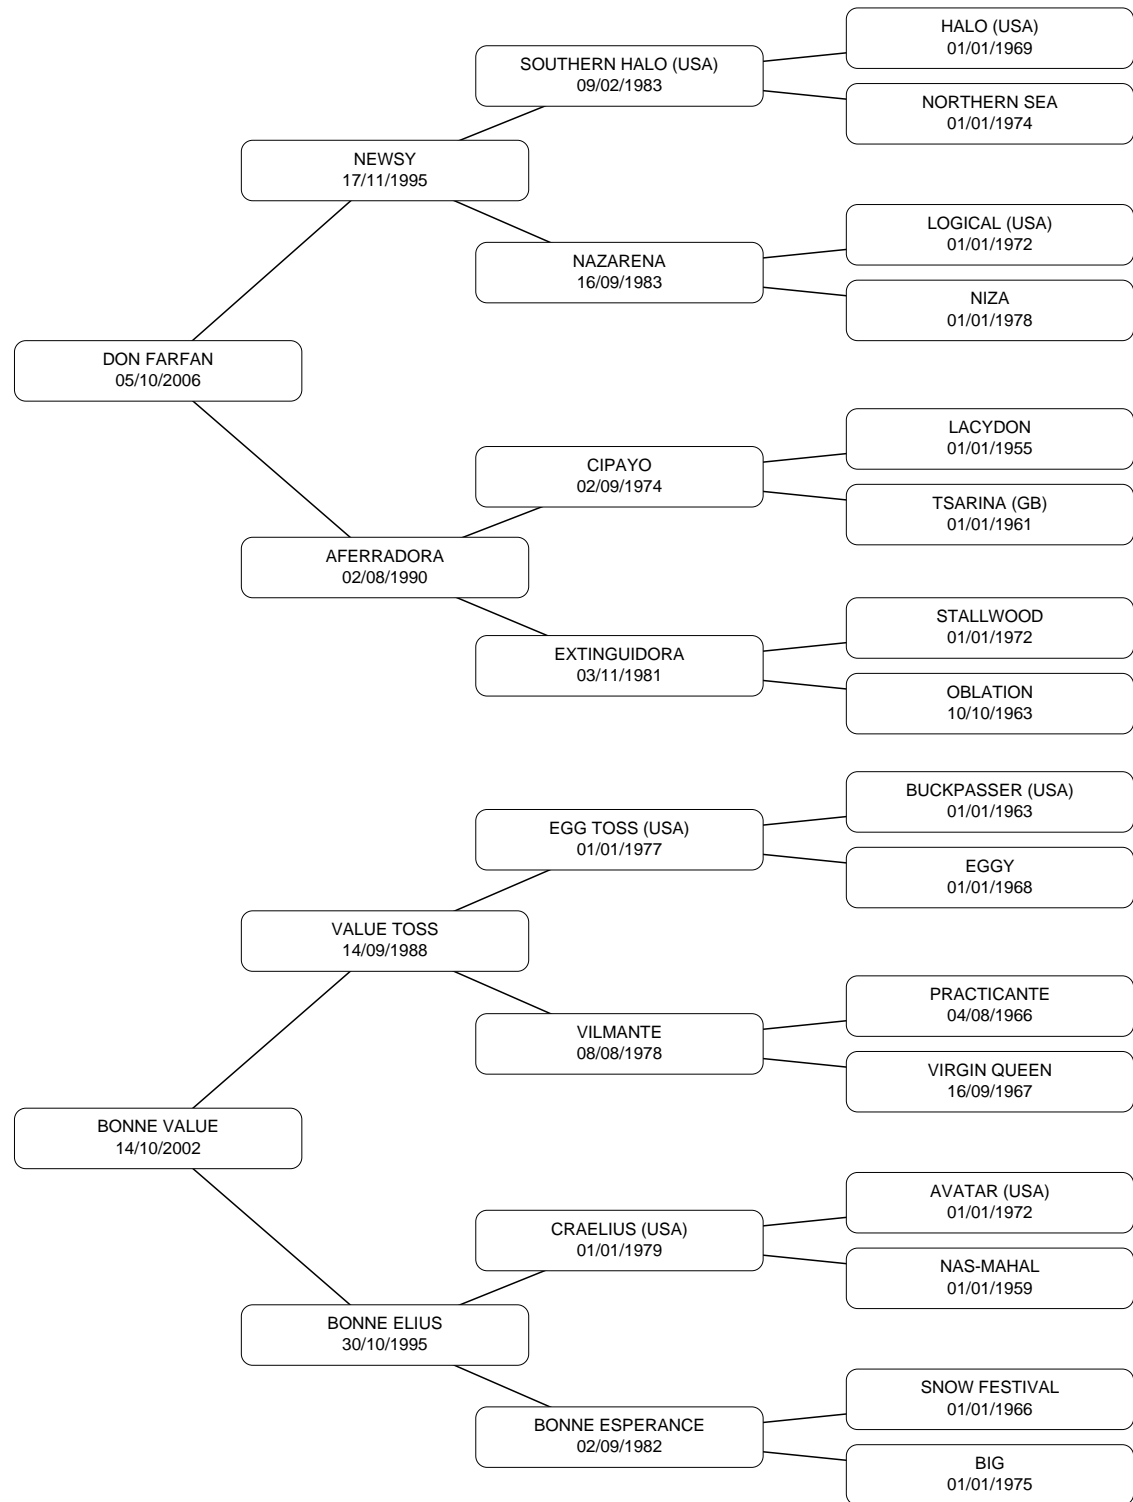 HALO (USA)
01/01/1969
SOUTHERN HALO (USA)
09/02/1983
NORTHERN SEA
01/01/1974
NEWSY
17/11/1995
LOGICAL (USA)
01/01/1972
NAZARENA
16/09/1983
NIZA
01/01/1978
DON FARFAN
05/10/2006
LACYDON
01/01/1955
CIPAYO
02/09/1974
TSARINA (GB)
01/01/1961
AFERRADORA
02/08/1990
STALLWOOD
01/01/1972
EXTINGUIDORA
03/11/1981
OBLATION
10/10/1963
BUCKPASSER (USA)
01/01/1963
EGG TOSS (USA)
01/01/1977
EGGY
01/01/1968
VALUE TOSS
14/09/1988
PRACTICANTE
04/08/1966
VILMANTE
08/08/1978
VIRGIN QUEEN
16/09/1967
BONNE VALUE
14/10/2002
AVATAR (USA)
01/01/1972
CRAELIUS (USA)
01/01/1979
NAS-MAHAL
01/01/1959
BONNE ELIUS
30/10/1995
SNOW FESTIVAL
01/01/1966
BONNE ESPERANCE
02/09/1982
BIG
01/01/1975